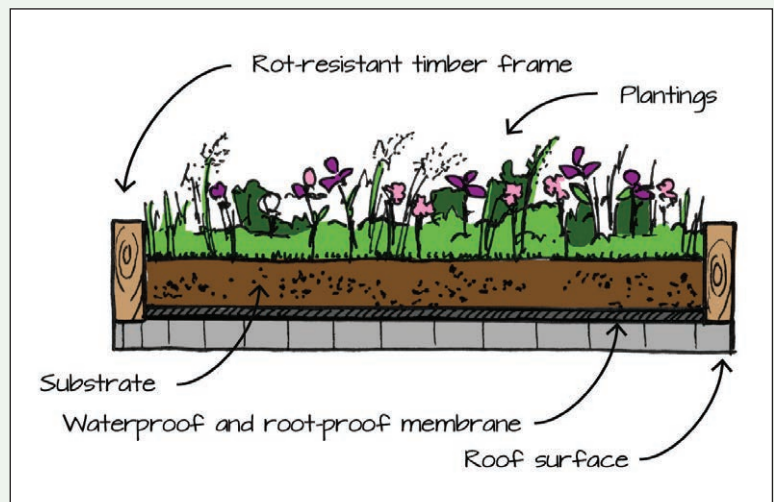 Rot-resistant timber frame
Plantings
Substrate
Waterproof and root-proof membrane
Roof surface